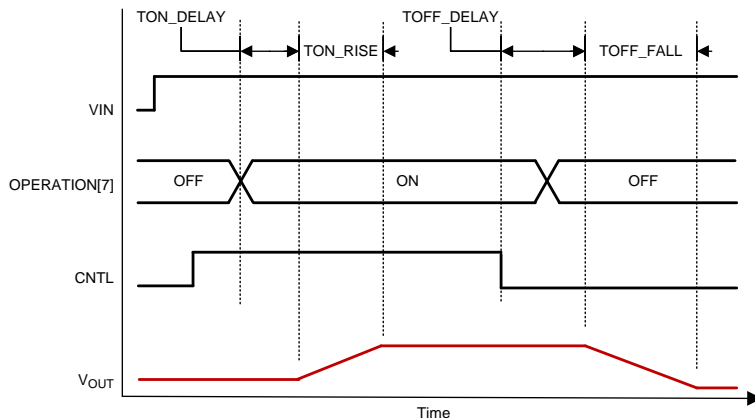 TON_DELAY
TOFF_DELAY
TON_RISE
TOFF_FALL
VIN
OPERATION[7]
OFF
ON
OFF
CNTL
VOUT
Time